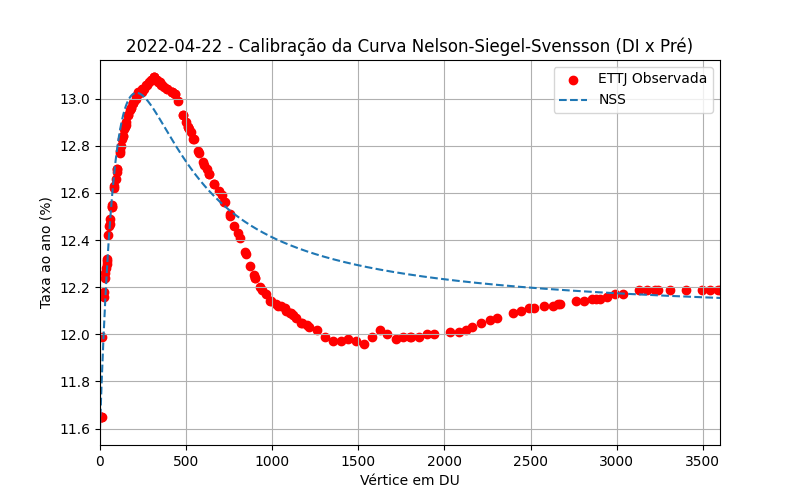 2022-04-22 - Calibração da Curva Nelson-Siegel-Svensson (DI x Pré)
ETTJ Observada
NSS
Taxa ao ano (%)
13.0
12.8
12.6
12.4
12.2
12.0
11.8
11.6
0 500 1000 1500 2000 2500 3000 3500
Vértice em DU